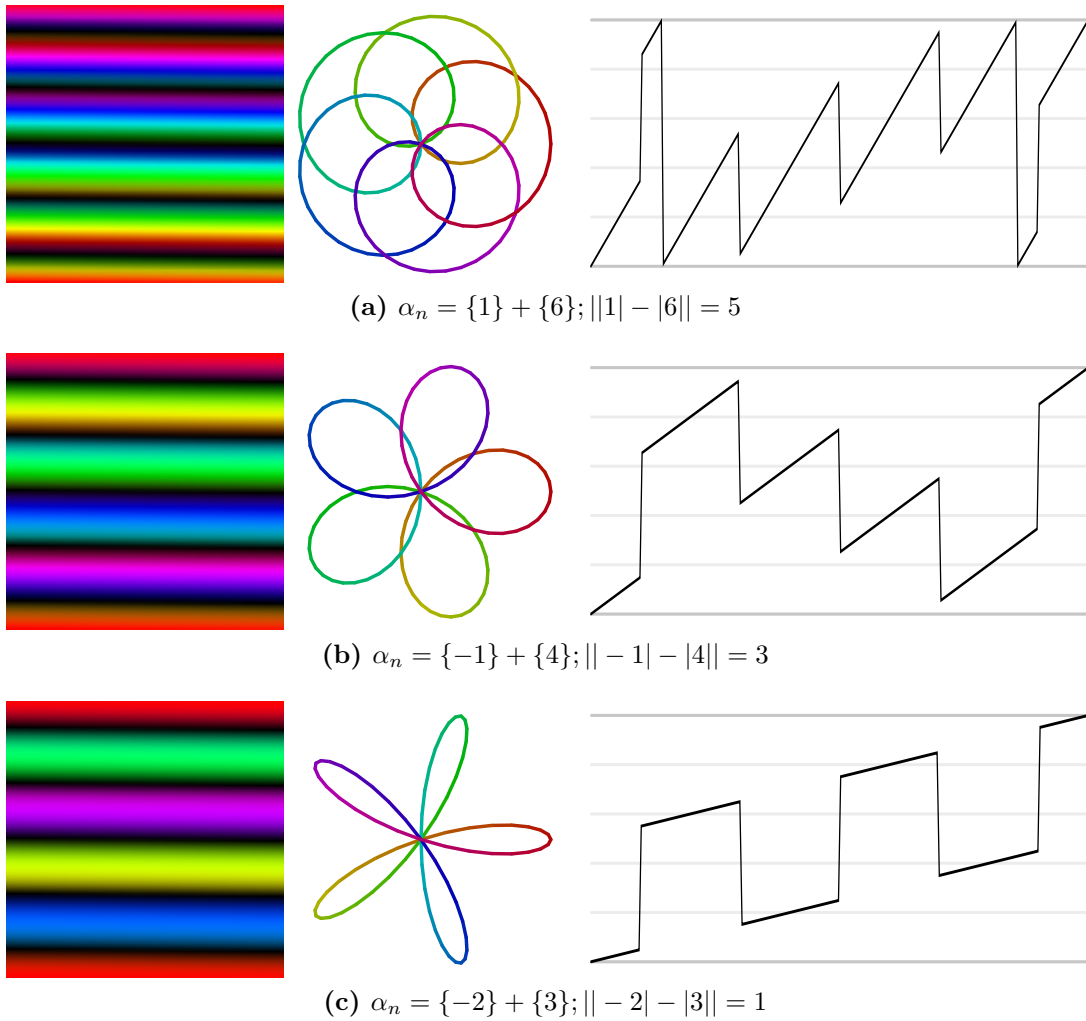 (a) αₙ = {1} + {6}; ||1| − |6|| = 5
(b) αₙ = {−1} + {4}; || − 1| − |4|| = 3
(c) αₙ = {−2} + {3}; || − 2| − |3|| = 1